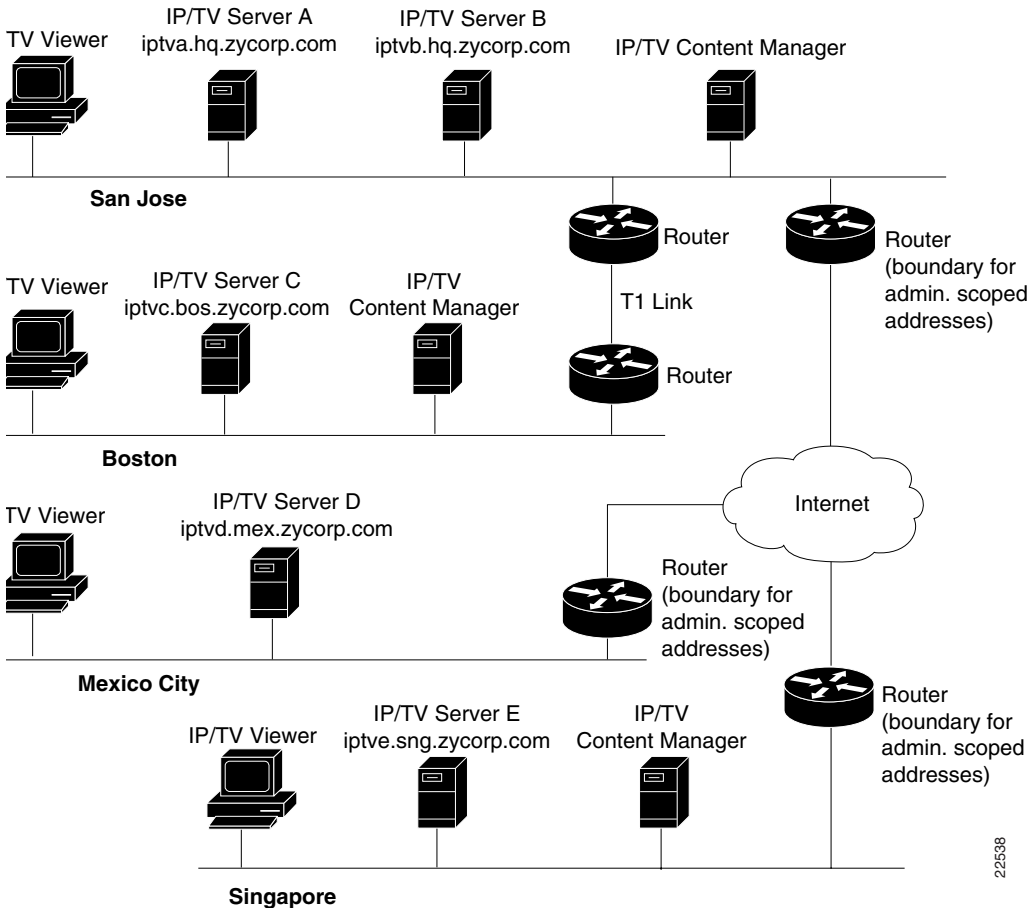 IP/TV Server A
iptva.hq.zycorp.com
IP/TV Server B
iptvb.hq.zycorp.com
TV Viewer
IP/TV Content Manager
San Jose
Router
Router
(boundary for
admin. scoped
addresses)
T1 Link
TV Viewer
IP/TV Server C
iptvc.bos.zycorp.com
IP/TV
Content Manager
Router
Boston
Internet
TV Viewer
IP/TV Server D
iptvd.mex.zycorp.com
Router
(boundary for
admin. scoped
addresses)
Mexico City
IP/TV Viewer
IP/TV Server E
iptve.sng.zycorp.com
IP/TV
Content Manager
Router
(boundary for
admin. scoped
addresses)
Singapore
22538